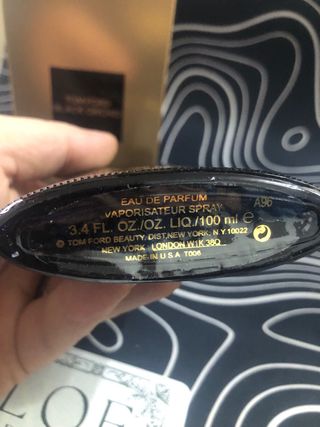 TOM FORD
BLACK ORCHID
EAU DE PARFUM
VAPORISATEUR SPRAY
A96
3.4 FL. OZ./OZ. LIQ./100 ml ℮
© TOM FORD BEAUTY, DIST. NEW YORK, N.Y. 10022
NEW YORK, LONDON W1K 3BQ
MADE IN U.S.A T006
LOE